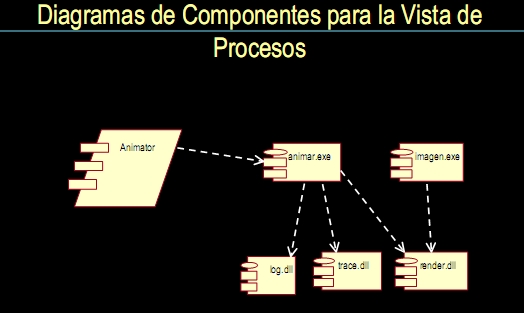 Diagramas de Componentes para la Vista de
Procesos
Animator
animar.exe
imagen.exe
log.dll
trace.dll
render.dll